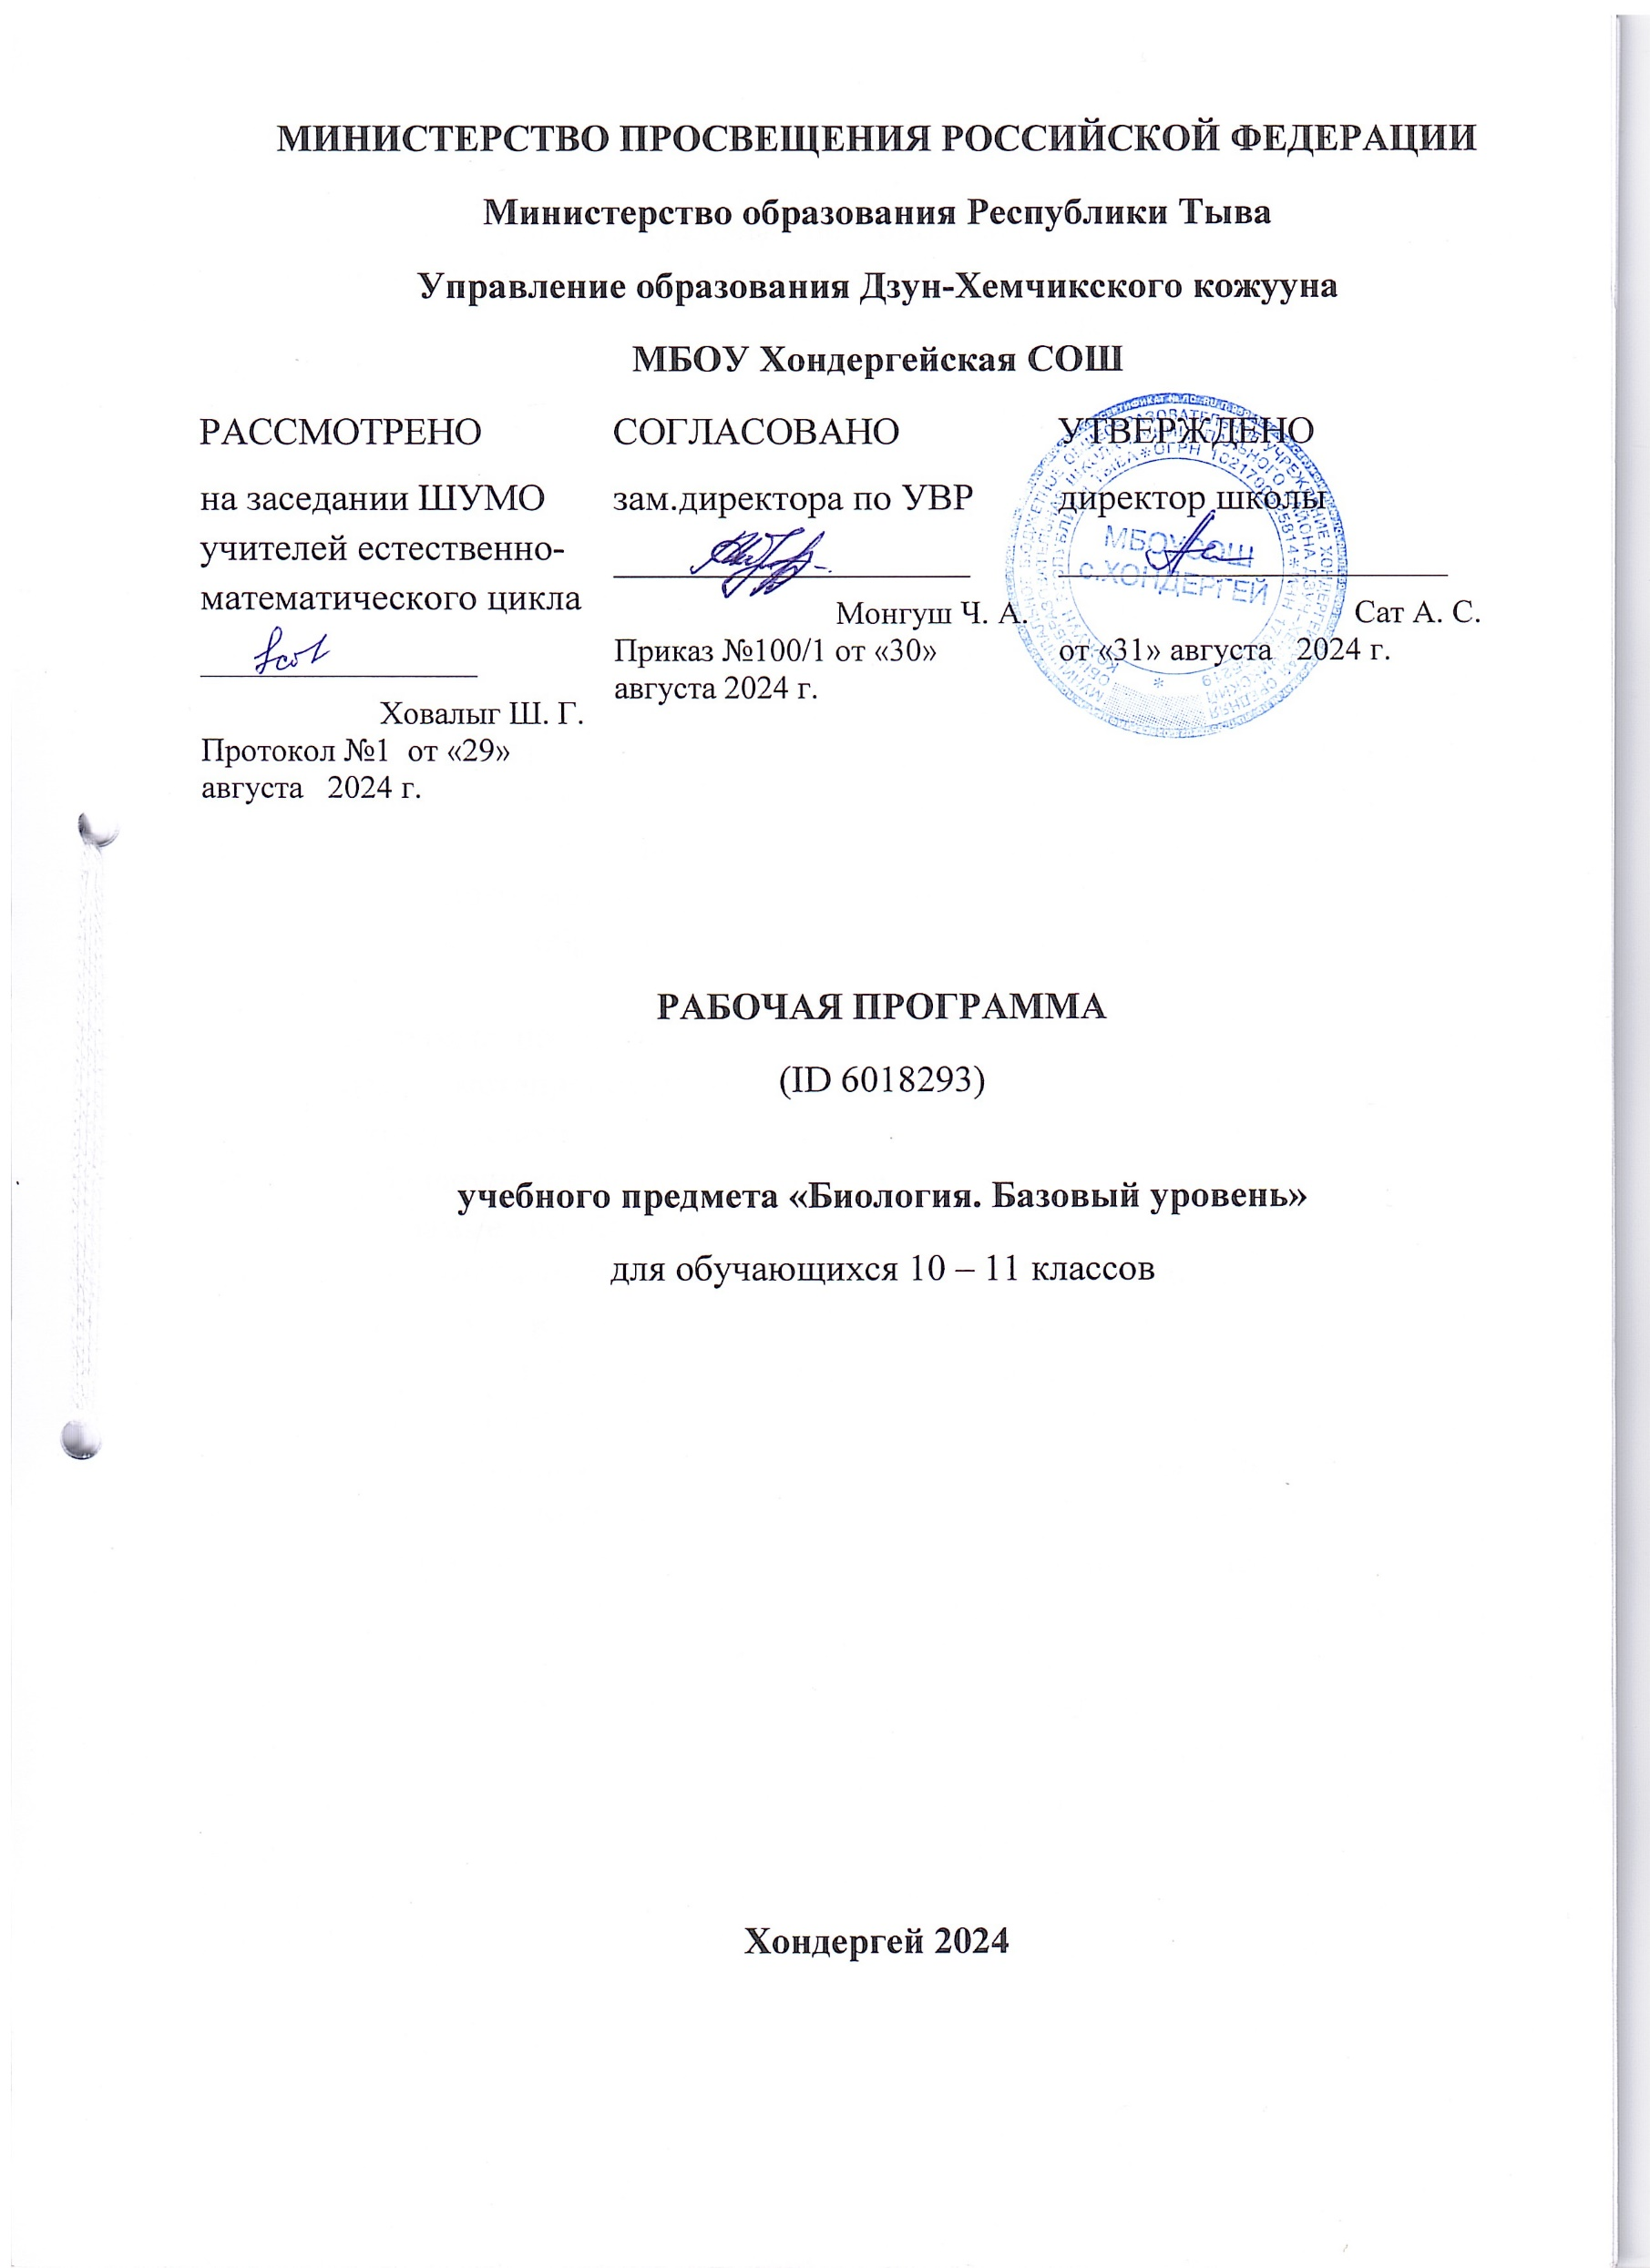 МИНИСТЕРСТВО ПРОСВЕЩЕНИЯ РОССИЙСКОЙ ФЕДЕРАЦИИ
Министерство образования Республики Тыва
Управление образования Дзун-Хемчикского кожууна
МБОУ Хондергейская СОШ
РАССМОТРЕНО
на заседании ШУМО
учителей естественно-
математического цикла
Ховалыг Ш. Г.
Протокол №1 от «29»
августа 2024 г.
СОГЛАСОВАНО
зам.директора по УВР
Монгуш Ч. А.
Приказ №100/1 от «30»
августа 2024 г.
УТВЕРЖДЕНО
директор школы
Сат А. С.
от «31» августа 2024 г.
МБОУ СОШ
с.ХОНДЕРГЕЙ
РАБОЧАЯ ПРОГРАММА
(ID 6018293)
учебного предмета «Биология. Базовый уровень»
для обучающихся 10 – 11 классов
Хондергей 2024